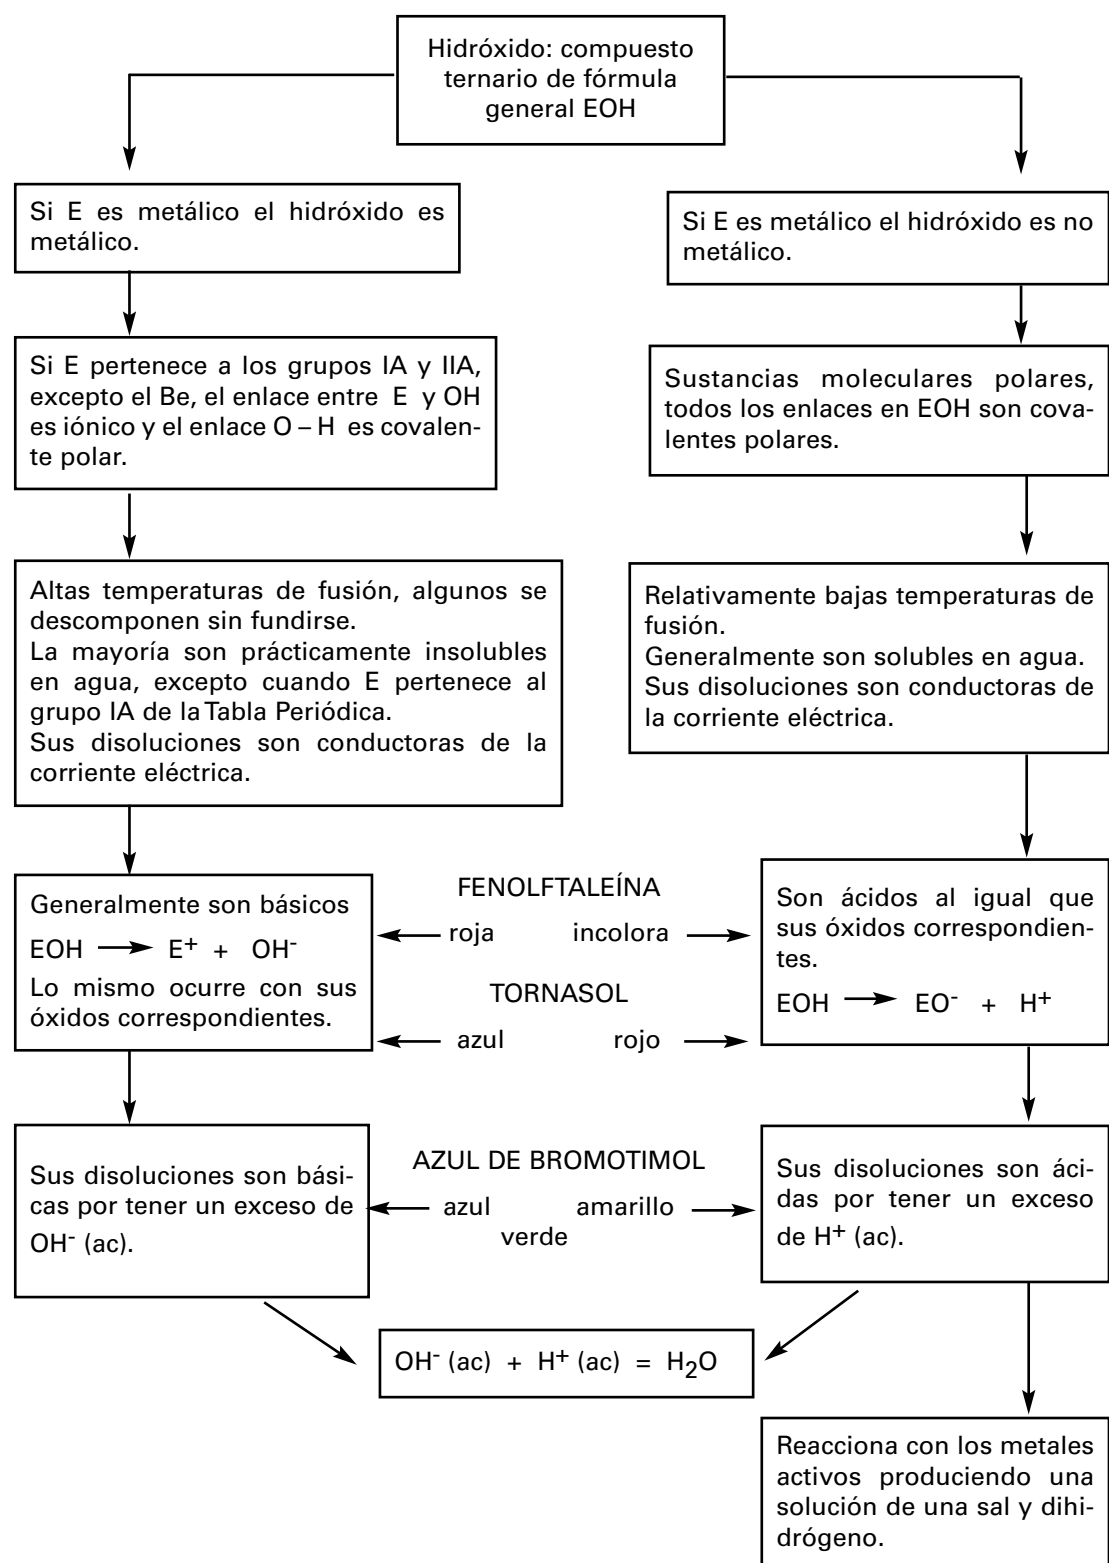 Hidróxido: compuesto
ternario de fórmula
general EOH
Si E es metálico el hidróxido es
metálico.
Si E es metálico el hidróxido es no
metálico.
Si E pertenece a los grupos IA y IIA,
excepto el Be, el enlace entre E y OH
es iónico y el enlace O – H es covalen-
te polar.
Sustancias moleculares polares,
todos los enlaces en EOH son cova-
lentes polares.
Altas temperaturas de fusión, algunos se
descomponen sin fundirse.
La mayoría son prácticamente insolubles
en agua, excepto cuando E pertenece al
grupo IA de la Tabla Periódica.
Sus disoluciones son conductoras de la
corriente eléctrica.
Relativamente bajas temperaturas de
fusión.
Generalmente son solubles en agua.
Sus disoluciones son conductoras de
la corriente eléctrica.
Generalmente son básicos
EOH ⟶ E⁺ + OH⁻
Lo mismo ocurre con sus
óxidos correspondientes.
FENOLFTALEÍNA
roja incolora
TORNASOL
azul rojo
Son ácidos al igual que
sus óxidos correspondien-
tes.
EOH ⟶ EO⁻ + H⁺
Sus disoluciones son bási-
cas por tener un exceso de
OH⁻ (ac).
AZUL DE BROMOTIMOL
azul amarillo
verde
Sus disoluciones son áci-
das por tener un exceso
de H⁺ (ac).
OH⁻ (ac) + H⁺ (ac) = H₂O
Reacciona con los metales
activos produciendo una
solución de una sal y dihi-
drógeno.